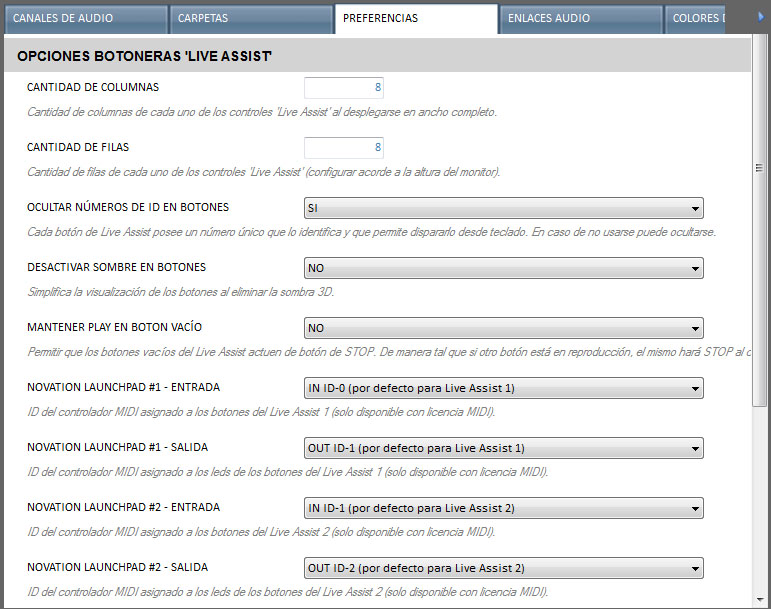 CANALES DE AUDIO CARPETAS PREFERENCIAS ENLACES AUDIO COLORES
OPCIONES BOTONERAS 'LIVE ASSIST'
CANTIDAD DE COLUMNAS 8
Cantidad de columnas de cada uno de los controles 'Live Assist' al desplegarse en ancho completo.
CANTIDAD DE FILAS 8
Cantidad de filas de cada uno de los controles 'Live Assist' (configurar acorde a la altura del monitor).
OCULTAR NÚMEROS DE ID EN BOTONES SI
Cada botón de Live Assist posee un número único que lo identifica y que permite dispararlo desde teclado. En caso de no usarse puede ocultarse.
DESACTIVAR SOMBRE EN BOTONES NO
Simplifica la visualización de los botones al eliminar la sombra 3D.
MANTENER PLAY EN BOTON VACÍO NO
Permitir que los botones vacíos del Live Assist actuen de botón de STOP. De manera tal que si otro botón está en reproducción, el mismo hará STOP al
NOVATION LAUNCHPAD #1 - ENTRADA IN ID-0 (por defecto para Live Assist 1)
ID del controlador MIDI asignado a los botones del Live Assist 1 (solo disponible con licencia MIDI).
NOVATION LAUNCHPAD #1 - SALIDA OUT ID-1 (por defecto para Live Assist 1)
ID del controlador MIDI asignado a los leds de los botones del Live Assist 1 (solo disponible con licencia MIDI).
NOVATION LAUNCHPAD #2 - ENTRADA IN ID-1 (por defecto para Live Assist 2)
ID del controlador MIDI asignado a los botones del Live Assist 2 (solo disponible con licencia MIDI).
NOVATION LAUNCHPAD #2 - SALIDA OUT ID-2 (por defecto para Live Assist 2)
ID del controlador MIDI asignado a los leds de los botones del Live Assist 2 (solo disponible con licencia MIDI).